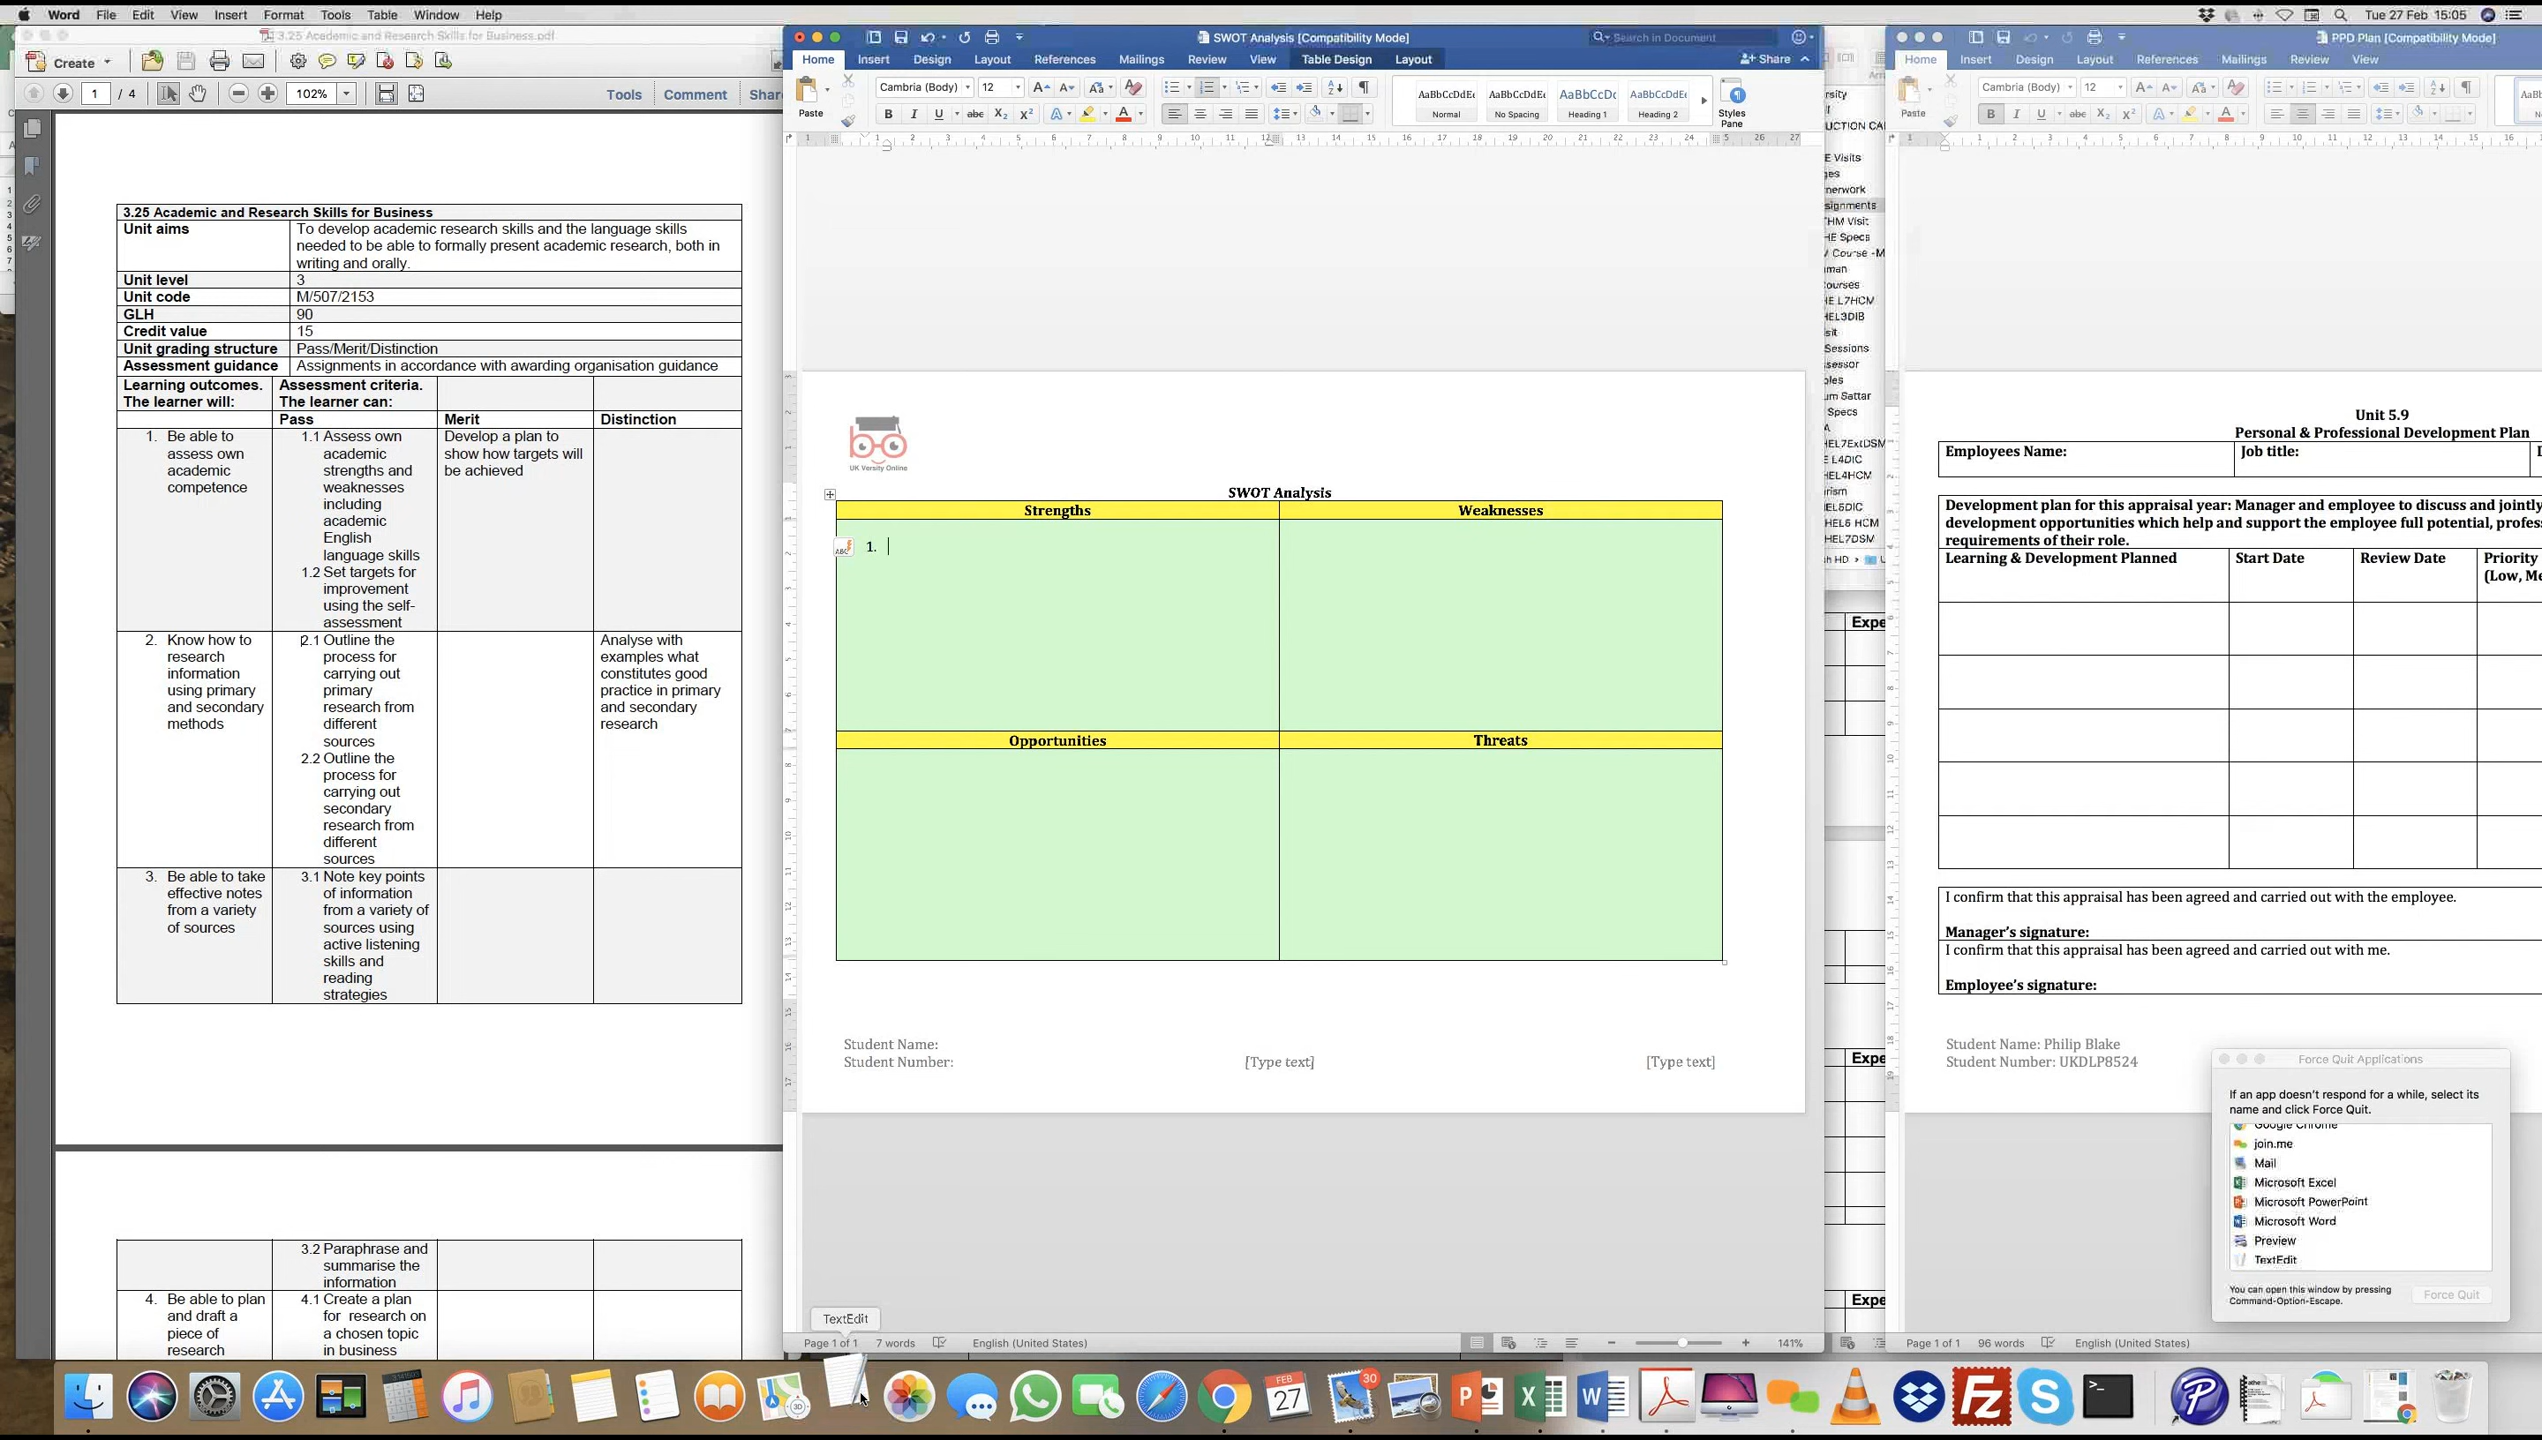 Word File Edit View Insert Format Tools Table Window Help
Tue 27 Feb 15:05
3.25 Academic and Research Skills for Business.pdf
Create
1 / 4
102%
Tools Comment Shar
3.25 Academic and Research Skills for Business
Unit aims To develop academic research skills and the language skills
needed to be able to formally present academic research, both in
writing and orally.
Unit level 3
Unit code M/507/2153
GLH 90
Credit value 15
Unit grading structure Pass/Merit/Distinction
Assessment guidance Assignments in accordance with awarding organisation guidance
Learning outcomes. Assessment criteria.
The learner will: The learner can:
Pass Merit Distinction
1. Be able to
assess own
academic
competence
1.1 Assess own
academic
strengths and
weaknesses
including
academic
English
language skills
1.2 Set targets for
improvement
using the self-
assessment
Develop a plan to
show how targets will
be achieved
2. Know how to
research
information
using primary
and secondary
methods
2.1 Outline the
process for
carrying out
primary
research from
different
sources
2.2 Outline the
process for
carrying out
secondary
research from
different
sources
Analyse with
examples what
constitutes good
practice in primary
and secondary
research
3. Be able to take
effective notes
from a variety
of sources
3.1 Note key points
of information
from a variety of
sources using
active listening
skills and
reading
strategies
3.2 Paraphrase and
summarise the
information
4. Be able to plan
and draft a
piece of
research
4.1 Create a plan
for research on
a chosen topic
in business
SWOT Analysis [Compatibility Mode]
Search in Document
Home Insert Design Layout References Mailings Review View Table Design Layout
Share
Paste
Cambria (Body) 12
AaBbCcDdEe AaBbCcDdEe AaBbCcDc AaBbCcDdEe
Normal No Spacing Heading 1 Heading 2
Styles
Pane
UK Versity Online
SWOT Analysis
Strengths Weaknesses
1.
Opportunities Threats
Student Name:
Student Number: [Type text] [Type text]
TextEdit
Page 1 of 1 7 words English (United States)
141%
PPD Plan [Compatibility Mode]
Home Insert Design Layout References Mailings Review View
Paste
Cambria (Body) 12
Unit 5.9
Personal & Professional Development Plan
Employees Name: Job title:
Development plan for this appraisal year: Manager and employee to discuss and jointly
development opportunities which help and support the employee full potential, profes
requirements of their role.
Learning & Development Planned Start Date Review Date Priority
(Low, Me
I confirm that this appraisal has been agreed and carried out with the employee.
Manager's signature:
I confirm that this appraisal has been agreed and carried out with me.
Employee's signature:
Student Name: Philip Blake
Student Number: UKDLP8524
Page 1 of 1 96 words English (United States)
Force Quit Applications
If an app doesn't respond for a while, select its
name and click Force Quit.
Google Chrome
join.me
Mail
Microsoft Excel
Microsoft PowerPoint
Microsoft Word
Preview
TextEdit
You can open this window by pressing
Command-Option-Escape.
Force Quit
FEB
27
30